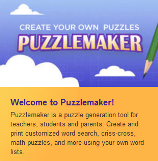 CREATE YOUR OWN PUZZLES
PUZZLEMAKER
Welcome to Puzzlemaker!
Puzzlemaker is a puzzle generation tool for
teachers, students and parents. Create and
print customized word search, criss-cross,
math puzzles, and more-using your own word
lists.